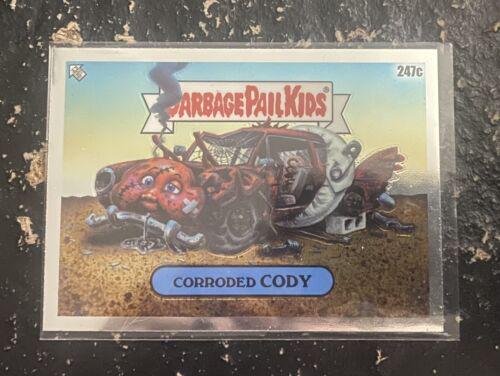 247c
GARBAGE PAIL KIDS®
CORRODED CODY